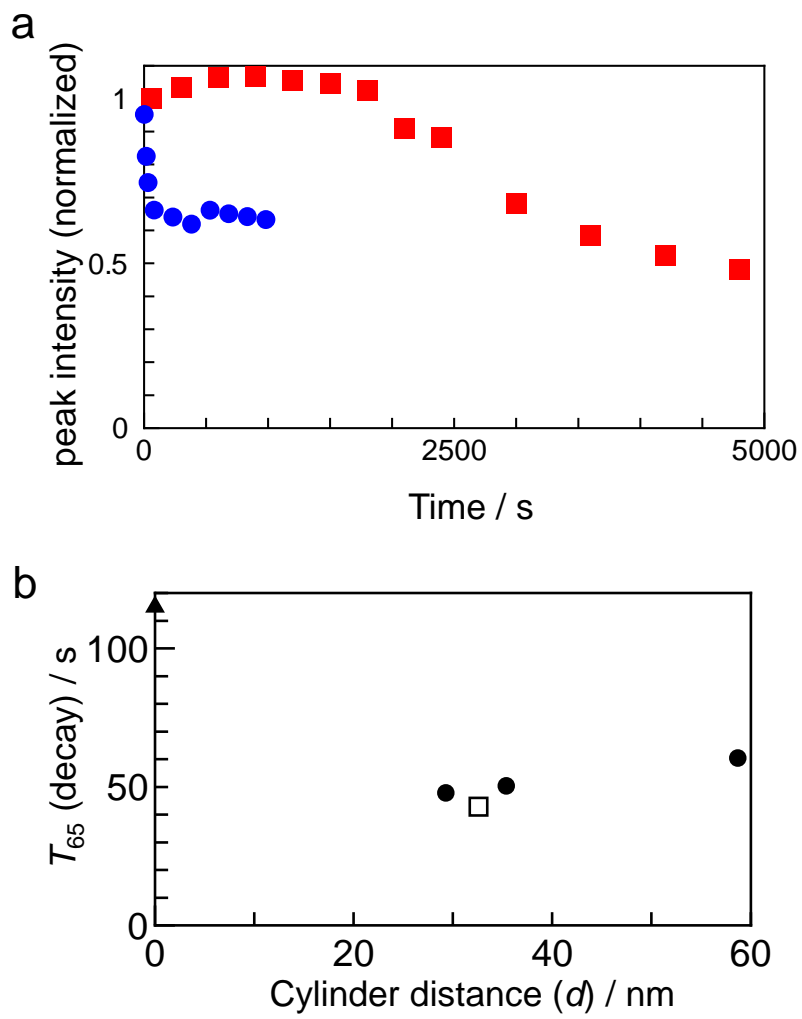 a
peak intensity (normalized)
1
0.5
0
0
2500
5000
Time / s
b
T65 (decay) / s
100
50
0
0
20
40
60
Cylinder distance (d) / nm